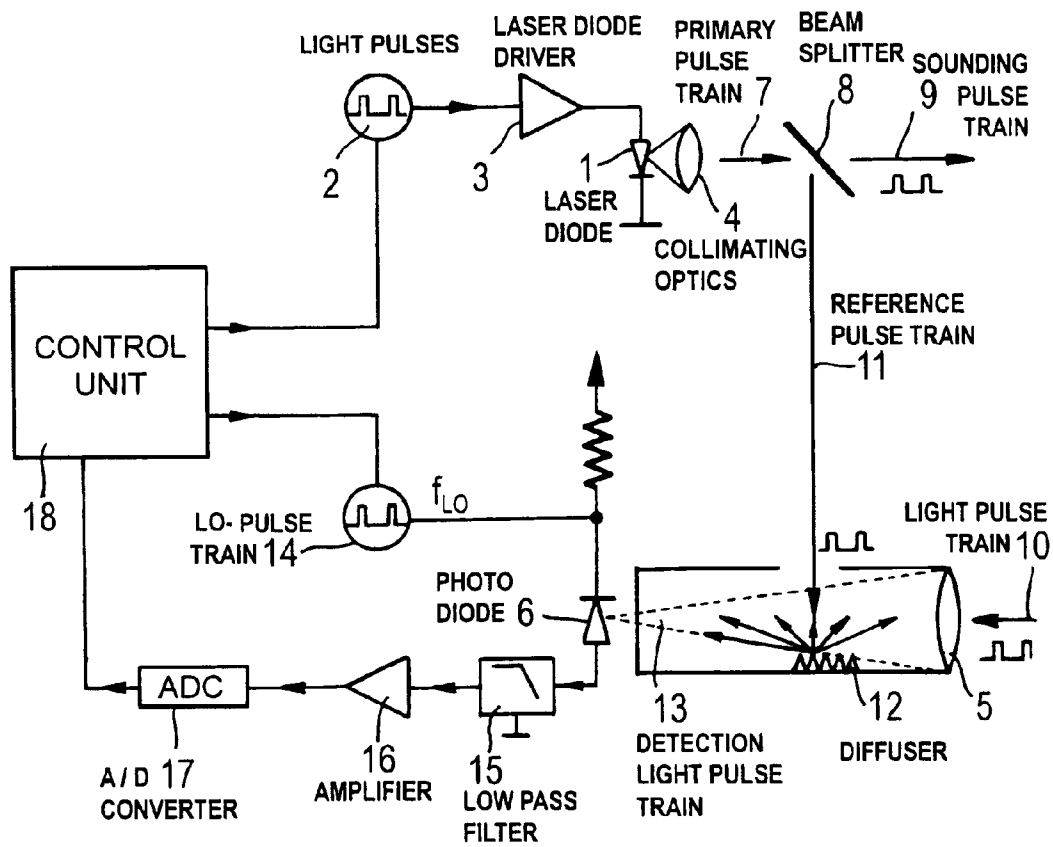 LIGHT PULSES
2
LASER DIODE
DRIVER
3
PRIMARY
PULSE
TRAIN
7
BEAM
SPLITTER
8
SOUNDING
PULSE
TRAIN
9
1
LASER
DIODE
4
COLLIMATING
OPTICS
CONTROL
UNIT
18
REFERENCE
PULSE TRAIN
11
LO- PULSE
TRAIN 14
fLO
LIGHT PULSE
TRAIN 10
PHOTO
DIODE 6
13
DETECTION
LIGHT PULSE
TRAIN
12
DIFFUSER
5
ADC
17
A / D
CONVERTER
16
AMPLIFIER
15
LOW PASS
FILTER